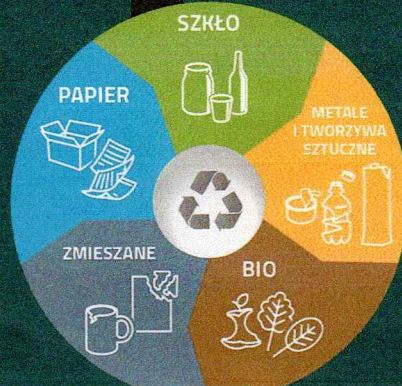 SZKŁO
PAPIER
METALE
I TWORZYWA
SZTUCZNE
ZMIESZANE
BIO